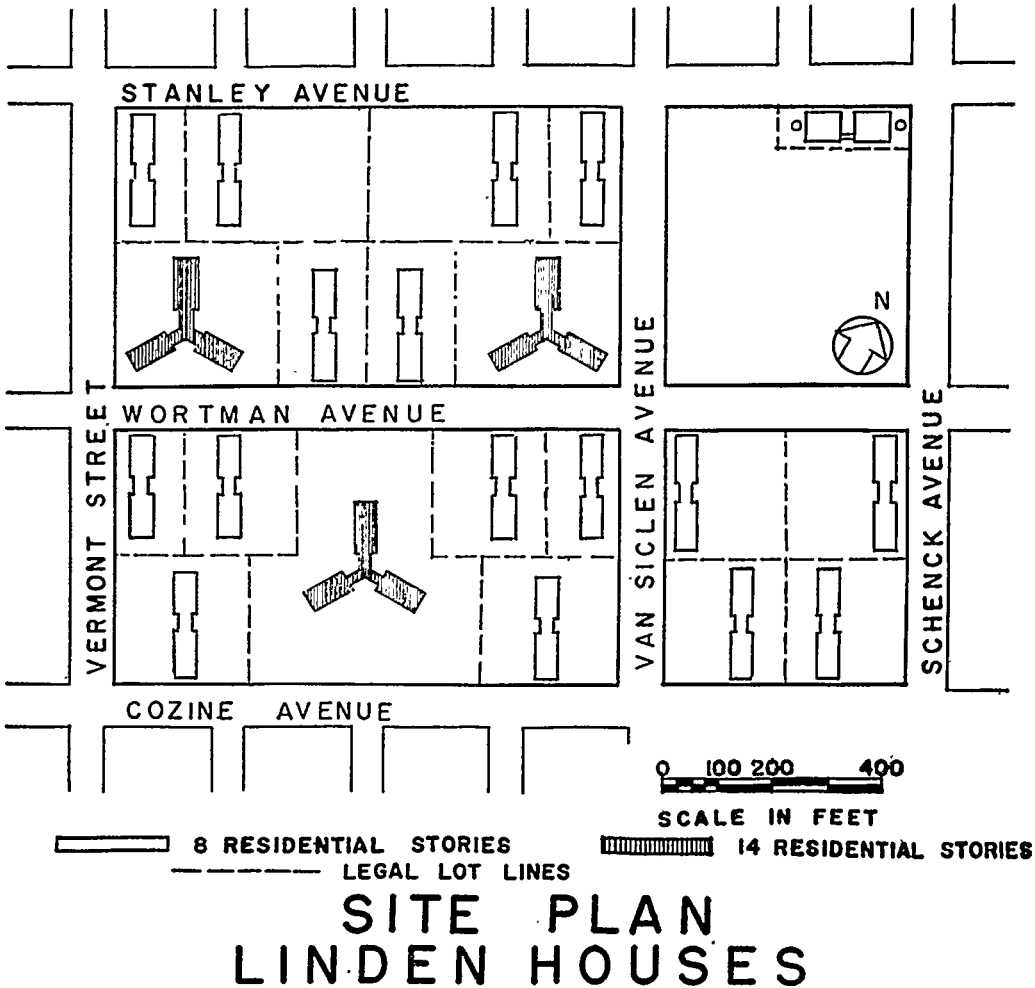 STANLEY AVENUE
N
WORTMAN AVENUE
VERMONT STREET
VAN SICLEN AVENUE
SCHENCK AVENUE
COZINE AVENUE
0 100 200 400
SCALE IN FEET
8 RESIDENTIAL STORIES
14 RESIDENTIAL STORIES
LEGAL LOT LINES
SITE PLAN
LINDEN HOUSES